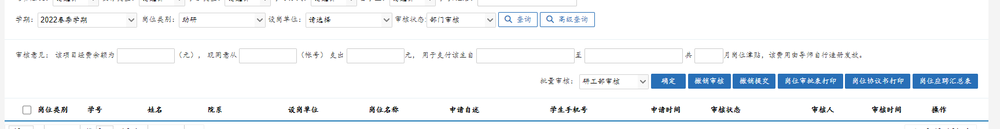 学期： 2022春季学期 岗位类别： 助研 设岗单位： 请选择 审核状态: 部门审核 查询 高级查询
审核意见： 该项目经费余额为 （元）， 现同意从 （帐号） 支出 元， 用于支付该生自 至 共 月岗位津贴，该费用由导师自行造册发放。
批量审核： 研工部审核 确定 撤销审核 撤销提交 岗位审批表打印 岗位协议书打印 岗位应聘汇总表
岗位类别 学号 姓名 院系 设岗单位 岗位名称 申请自述 学生手机号 申请时间 审核状态 审核人 审核时间 操作